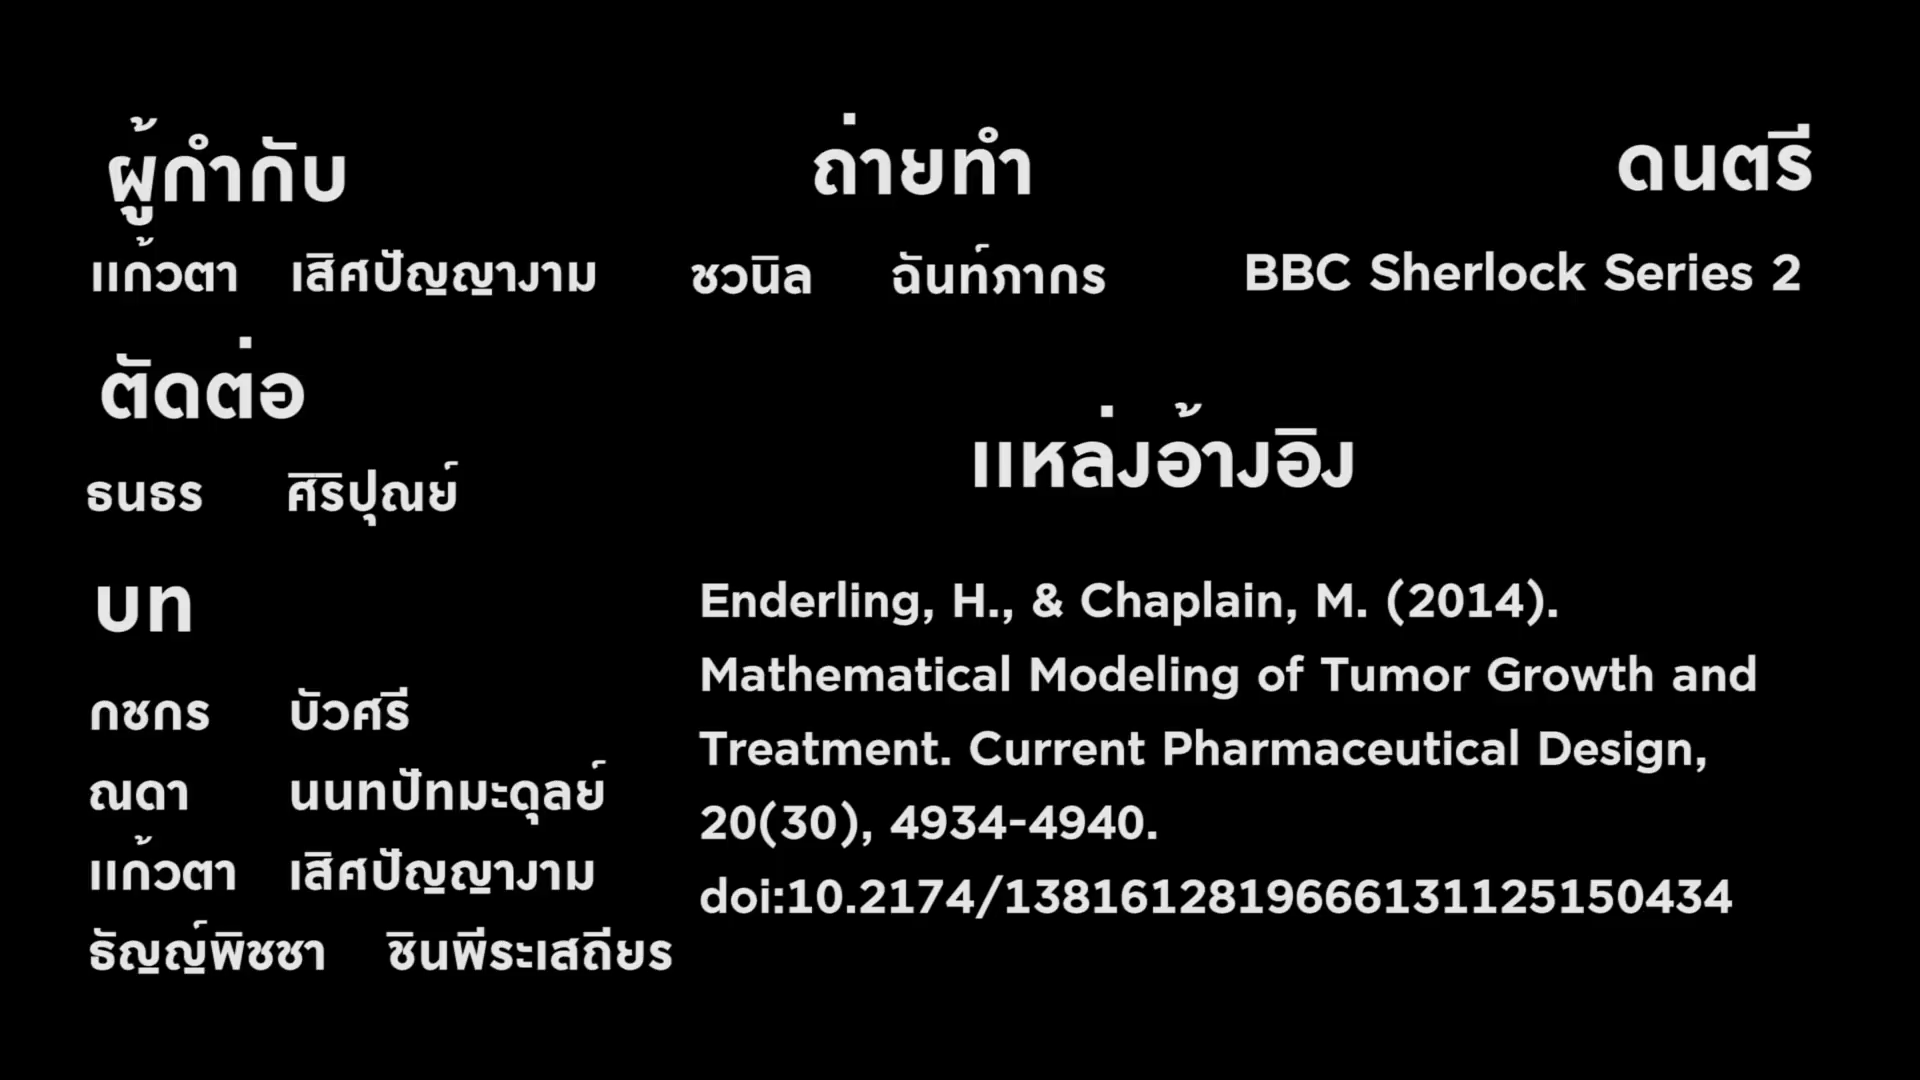 ผู้กำกับ
แก้วตา เสิศปัญญางาม
ตัดต่อ
ธนธร ศิริปุณย์
บท
กชกร บัวศรี
ณดา นนทปัทมะดุลย์
แก้วตา เสิศปัญญางาม
ธัญญ์พิชชา ชินพีระเสถียร
ถ่ายทำ
ชวนิล ฉันท์ภากร
ดนตรี
BBC Sherlock Series 2
แหล่งอ้างอิง
Enderling, H., & Chaplain, M. (2014).
Mathematical Modeling of Tumor Growth and
Treatment. Current Pharmaceutical Design,
20(30), 4934-4940.
doi:10.2174/1381612819666131125150434